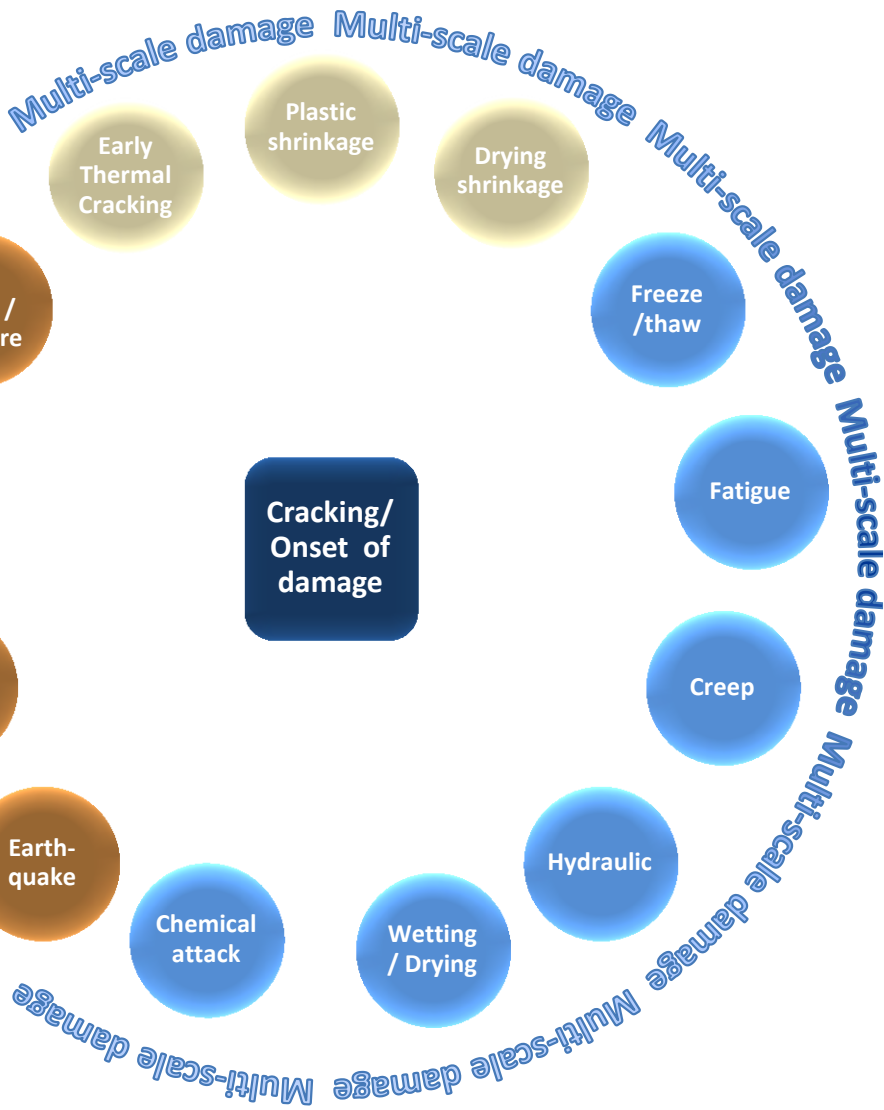 Multi-scale damage Multi-scale damage Multi-scale damage Multi-scale damage Multi-scale damage Multi-scale damage Multi-scale damage
Plastic
shrinkage
Early
Thermal
Cracking
Drying
shrinkage
/
re
Freeze
/thaw
Fatigue
Cracking/
Onset of
damage
Creep
Earth-
quake
Hydraulic
Chemical
attack
Wetting
/ Drying